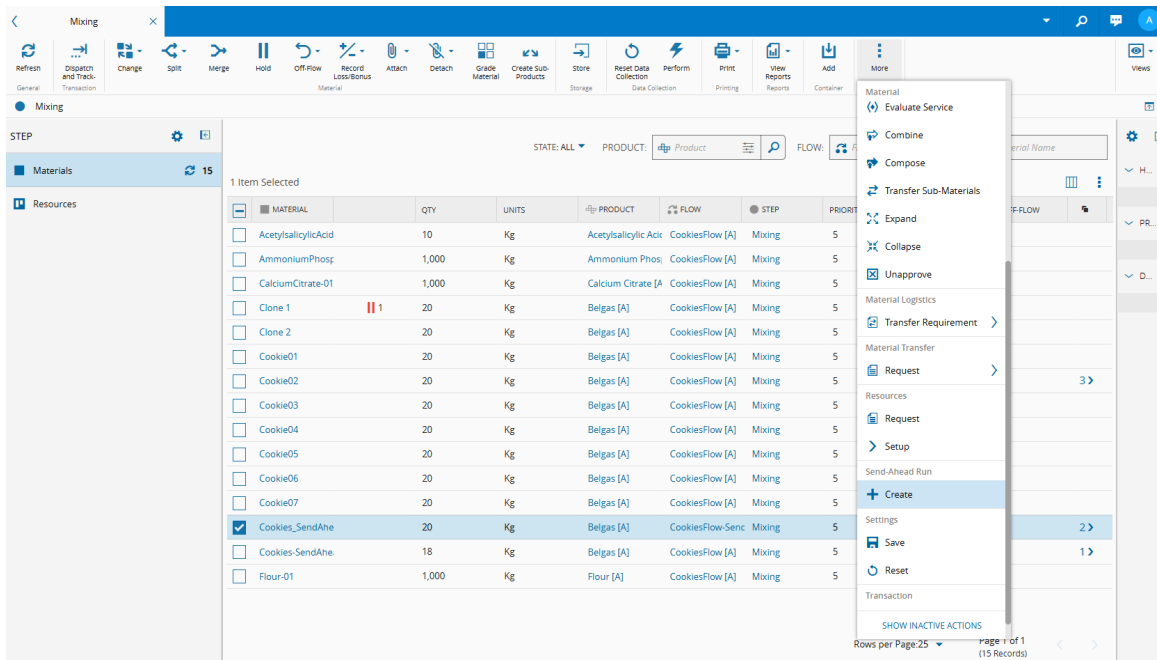 Mixing
A
Refresh
Dispatch
and Track-
Change
Split
Merge
Hold
Off-Flow
Record
Loss/Bonus
Attach
Detach
Grade
Material
Create Sub-
Products
Store
Reset Data
Collection
Perform
Print
View
Reports
Add
More
Views
General
Transaction
Material
Storage
Data Collection
Printing
Reports
Container
Mixing
STEP
Materials 15
Resources
STATE: ALL PRODUCT: Product FLOW:
erial Name
1 Item Selected
MATERIAL QTY UNITS PRODUCT FLOW STEP PRIORIT FF-FLOW
AcetylsalicylicAcid 10 Kg Acetylsalicylic Acic CookiesFlow [A] Mixing 5
AmmoniumPhosp 1,000 Kg Ammonium Phos CookiesFlow [A] Mixing 5
CalciumCitrate-01 1,000 Kg Calcium Citrate [A CookiesFlow [A] Mixing 5
Clone 1 1 20 Kg Belgas [A] CookiesFlow [A] Mixing 5
Clone 2 20 Kg Belgas [A] CookiesFlow [A] Mixing 5
Cookie01 20 Kg Belgas [A] CookiesFlow [A] Mixing 5
Cookie02 20 Kg Belgas [A] CookiesFlow [A] Mixing 5 3
Cookie03 20 Kg Belgas [A] CookiesFlow [A] Mixing 5
Cookie04 20 Kg Belgas [A] CookiesFlow [A] Mixing 5
Cookie05 20 Kg Belgas [A] CookiesFlow [A] Mixing 5
Cookie06 20 Kg Belgas [A] CookiesFlow [A] Mixing 5
Cookie07 20 Kg Belgas [A] CookiesFlow [A] Mixing 5
Cookies_SendAhe 20 Kg Belgas [A] CookiesFlow-Senc Mixing 5 2
Cookies-SendAhe 18 Kg Belgas [A] CookiesFlow [A] Mixing 5 1
Flour-01 1,000 Kg Flour [A] CookiesFlow [A] Mixing 5
Material
Evaluate Service
Combine
Compose
Transfer Sub-Materials
Expand
Collapse
Unapprove
Material Logistics
Transfer Requirement
Material Transfer
Request
Resources
Request
Setup
Send-Ahead Run
Create
Settings
Save
Reset
Transaction
SHOW INACTIVE ACTIONS
H...
PR...
D...
Rows per Page:25
Page 1 of 1
(15 Records)